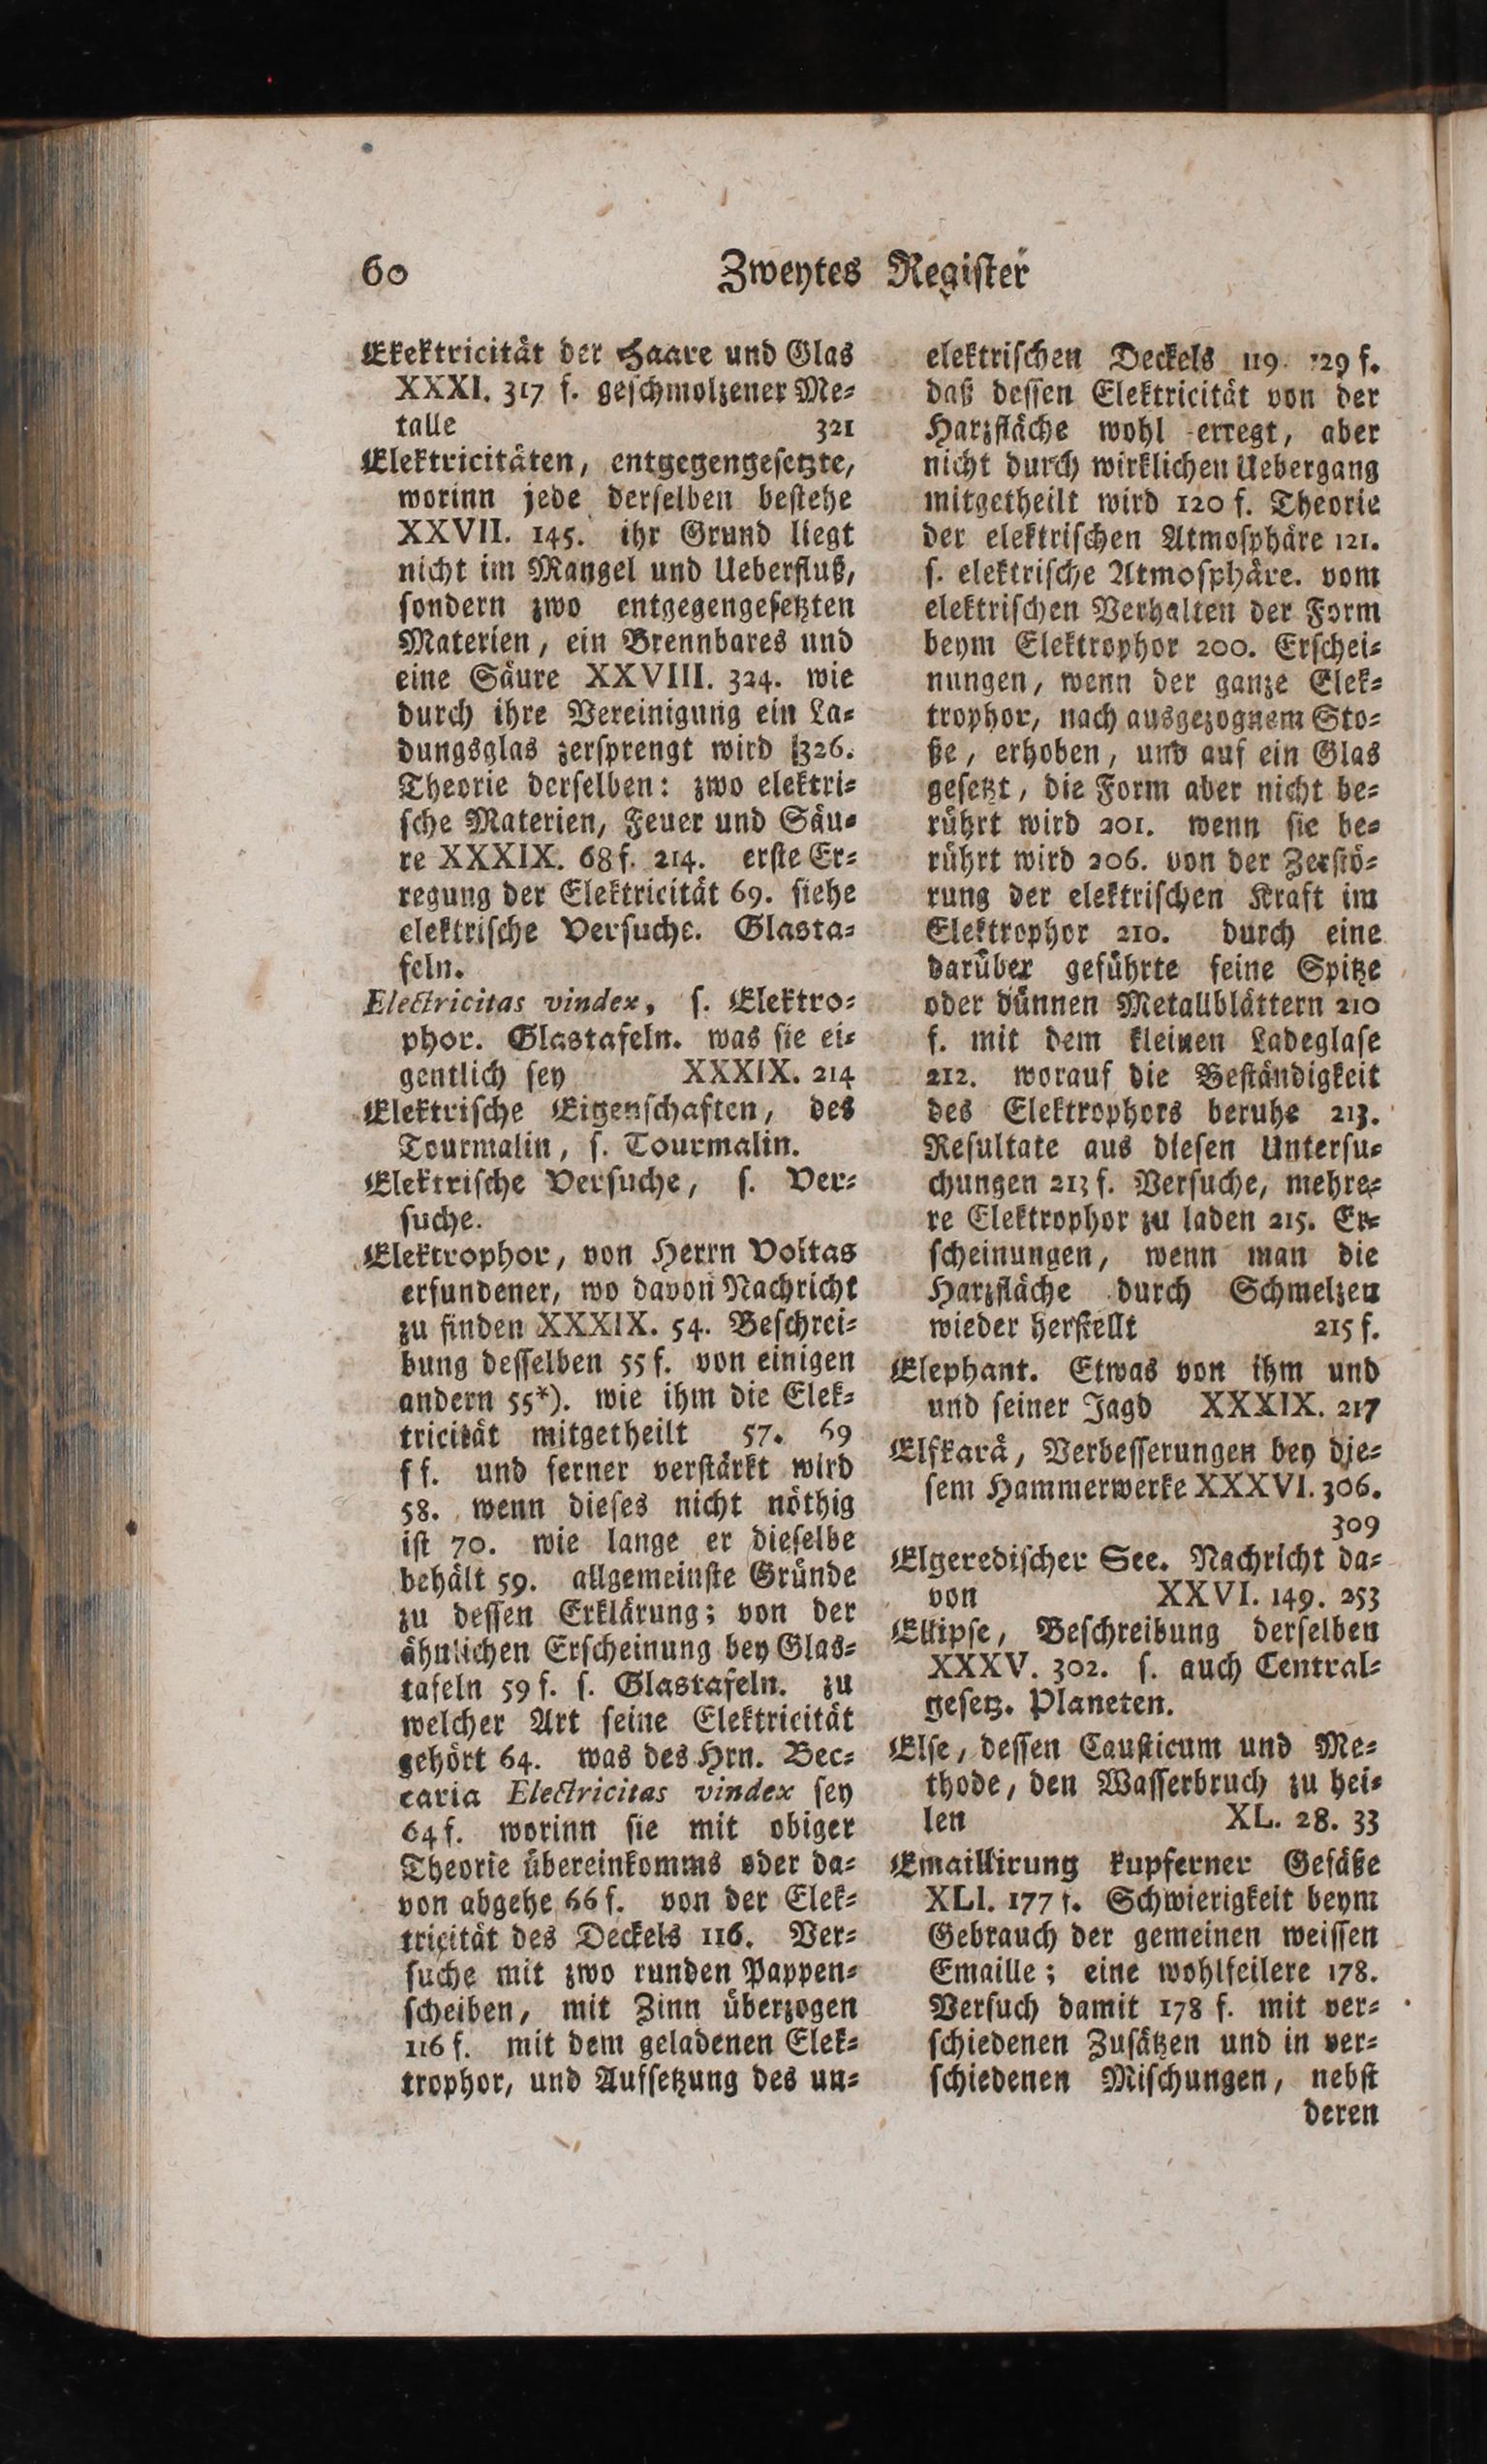 60 Zweytes Register
Ekektricität der Haare und Glas
XXXI. 317 f. geschmolzener Me⸗
talle 321
Elektricitäten, entgegengesetzte,
worinn jede derselben bestehe
XXVII. 145. ihr Grund liegt
nicht im Mangel und Ueberfluß,
sondern zwo entgegengesetzten
Materien, ein Brennbares und
eine Säure XXVIII. 324. wie
durch ihre Vereinigung ein La⸗
dungsglas zersprengt wird 326.
Theorie derselben: zwo elektri⸗
sche Materien, Feuer und Säu⸗
re XXXIX. 68 f. 214. erste Er⸗
regung der Elektricität 69. siehe
elektrische Versuche. Glasta⸗
feln.
Electricitas vindex, s. Elektro⸗
phor. Glastafeln. was sie ei⸗
gentlich sey XXXIX. 214
Elektrische Eigenschaften, des
Tourmalin, s. Tourmalin.
Elektrische Versuche, s. Ver⸗
suche.
Elektrophor, von Herrn Voltas
erfundener, wo davon Nachricht
zu finden XXXIX. 54. Beschrei⸗
bung desselben 55 f. von einigen
andern 55*). wie ihm die Elek⸗
tricität mitgetheilt 57. 69
ff. und ferner verstärkt wird
58. wenn dieses nicht nöthig
ist 70. wie lange er dieselbe
behält 59. allgemeinste Gründe
zu dessen Erklärung; von der
ähnlichen Erscheinung bey Glas⸗
tafeln 59 f. s. Glastafeln. zu
welcher Art seine Elektricität
gehört 64. was des Hrn. Bec⸗
caria Electricitas vindex sey
64 f. worinn sie mit obiger
Theorie übereinkomms oder da⸗
von abgehe 66 f. von der Elek⸗
tricität des Deckels 116. Ver⸗
suche mit zwo runden Pappen⸗
scheiben, mit Zinn überzogen
116 f. mit dem geladenen Elek⸗
trophor, und Aufsetzung des un⸗
elektrischen Deckels 119. 129 f.
daß dessen Elektricität von der
Harzfläche wohl erregt, aber
nicht durch wirklichen Uebergang
mitgetheilt wird 120 f. Theorie
der elektrischen Atmosphäre 121.
s. elektrische Atmosphäre. vom
elektrischen Verhalten der Form
beym Elektrophor 200. Erschei⸗
nungen, wenn der ganze Elek⸗
trophor, nach ausgezognem Sto⸗
ße, erhoben, und auf ein Glas
gesetzt, die Form aber nicht be⸗
rührt wird 201. wenn sie be⸗
rührt wird 206. von der Zerstö⸗
rung der elektrischen Kraft im
Elektrophor 210. durch eine
darüber geführte feine Spitze
oder dünnen Metallblättern 210
f. mit dem kleinen Ladeglase
212. worauf die Beständigkeit
des Elektrophors beruhe 213.
Resultate aus diesen Untersu⸗
chungen 213 f. Versuche, mehre⸗
re Elektrophor zu laden 215. Er⸗
scheinungen, wenn man die
Harzfläche durch Schmelzen
wieder herstellt 215 f.
Elephant. Etwas von ihm und
und seiner Jagd XXXIX. 217
Elfkarå, Verbesserungen bey die⸗
sem Hammerwerke XXXVI. 306.
309
Elgeredischer See. Nachricht da⸗
von XXVI. 149. 253
Ellipse, Beschreibung derselben
XXXV. 302. s. auch Central⸗
gesetz. Planeten.
Else, dessen Causticum und Me⸗
thode, den Wasserbruch zu hei⸗
len XL. 28. 33
Emaillirung kupferner Gefäße
XLI. 177 f. Schwierigkeit beym
Gebrauch der gemeinen weissen
Emaille; eine wohlfeilere 178.
Versuch damit 178 f. mit ver⸗
schiedenen Zusätzen und in ver⸗
schiedenen Mischungen, nebst
deren